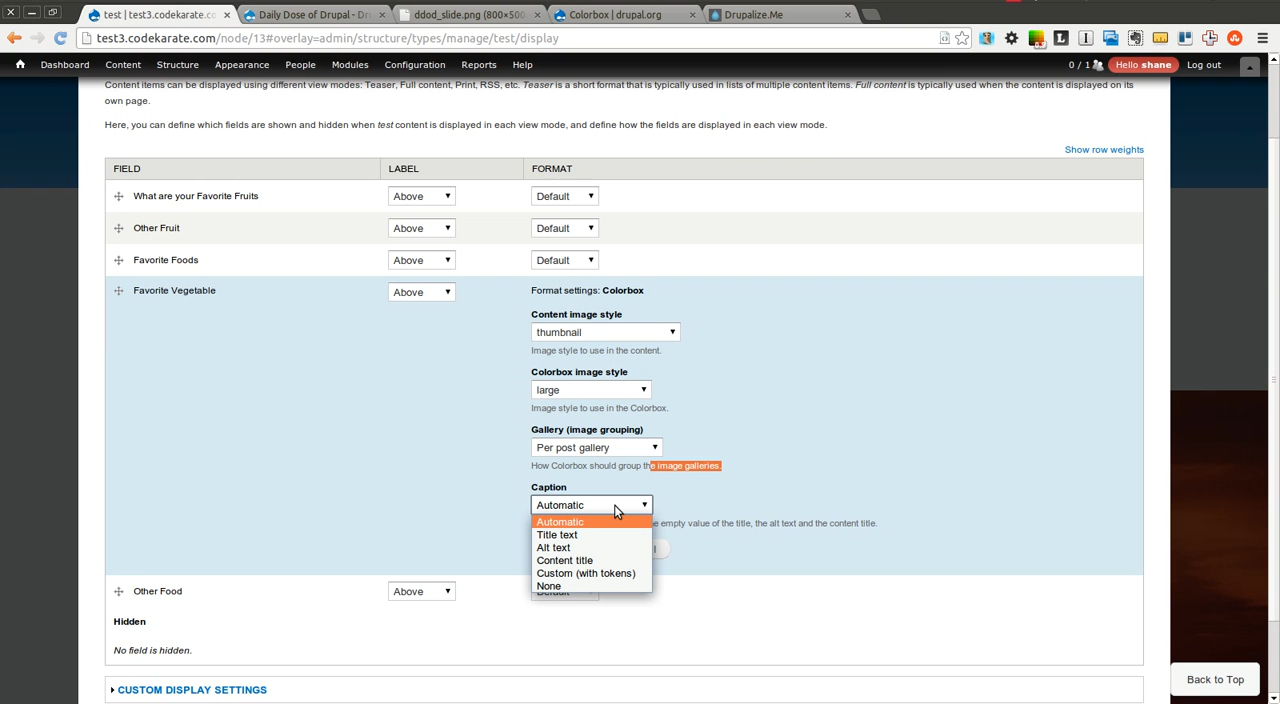 test | test3.codekarate.co
Daily Dose of Drupal - Dr
ddod_slide.png (800×500
Colorbox | drupal.org
Drupalize.Me
test3.codekarate.com/node/13#overlay=admin/structure/types/manage/test/display
Dashboard Content Structure Appearance People Modules Configuration Reports Help 0 / 1 Hello shane Log out
Content items can be displayed using different view modes: Teaser, Full content, Print, RSS, etc. Teaser is a short format that is typically used in lists of multiple content items. Full content is typically used when the content is displayed on its
own page.
Here, you can define which fields are shown and hidden when test content is displayed in each view mode, and define how the fields are displayed in each view mode.
Show row weights
FIELD LABEL FORMAT
What are your Favorite Fruits Above Default
Other Fruit Above Default
Favorite Foods Above Default
Favorite Vegetable Above Format settings: Colorbox
Content image style
thumbnail
Image style to use in the content.
Colorbox image style
large
Image style to use in the Colorbox.
Gallery (image grouping)
Per post gallery
How Colorbox should group the image galleries.
Caption
Automatic
Automatic
empty value of the title, the alt text and the content title.
Title text
Alt text
Content title
Custom (with tokens)
None
Other Food Above Default
Hidden
No field is hidden.
CUSTOM DISPLAY SETTINGS
Back to Top